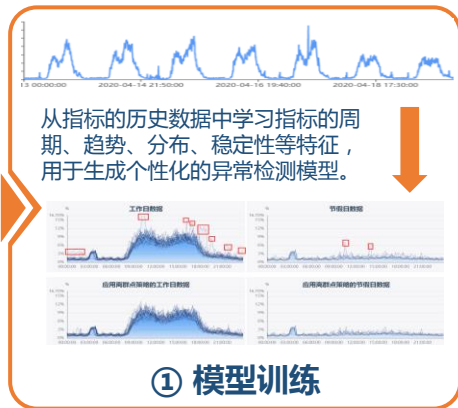 13 00:00:00 2020-04-14 21:50:00 2020-04-16 19:40:00 2020-04-18 17:30:00
从指标的历史数据中学习指标的周
期、趋势、分布、稳定性等特征，
用于生成个性化的异常检测模型。
工作日数据 节假日数据
应用离群点策略的工作日数据 应用离群点策略的节假日数据
① 模型训练